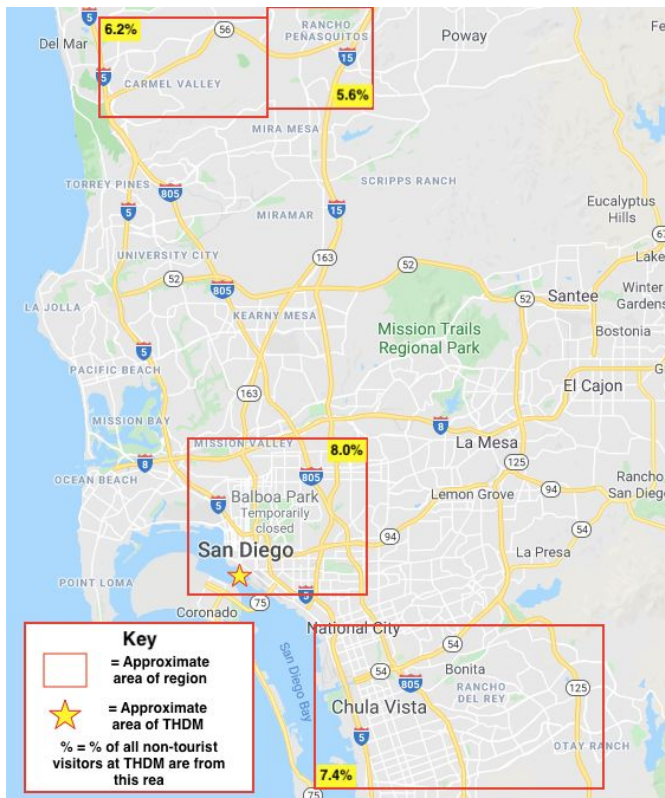 6.2%
56
RANCHO
PEÑASQUITOS
Poway
Fe
Del Mar
5
15
CARMEL VALLEY
5.6%
MIRA MESA
TORREY PINES
805
SCRIPPS RANCH
5
MIRAMAR
15
Eucalyptus
Hills
UNIVERSITY CITY
163
67
52
52
Lake
805
52
Santee
Winter
Gardens
LA JOLLA
KEARNY MESA
Mission Trails
Regional Park
Bostonia
5
PACIFIC BEACH
163
El Cajon
G
MISSION BAY
8
MISSION VALLEY
8.0%
La Mesa
8
805
125
OCEAN BEACH
Balboa Park
Temporarily
closed
Lemon Grove
94
Rancho
San Diego
5
54
San Diego
94
La Presa
POINT LOMA
75
5
Coronado
National City
54
Key
= Approximate
area of region
= Approximate
area of THDM
% = % of all non-tourist
visitors at THDM are from
this rea
San Diego Bay
54
Bonita
805
RANCHO
DEL REY
125
Chula Vista
5
OTAY RANCH
7.4%
75